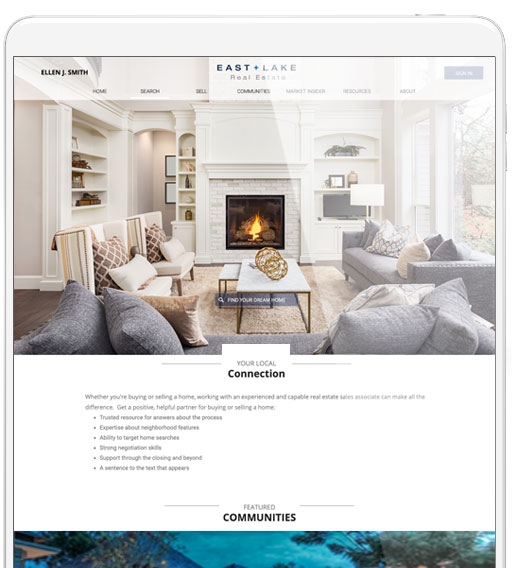 ELLEN J. SMITH
EAST LAKE
Real Estate
SIGN IN
HOME SEARCH SELL COMMUNITIES MARKET INSIDER RESOURCES ABOUT
FIND YOUR DREAM HOME
YOUR LOCAL
Connection
Whether you're buying or selling a home, working with an experienced and capable real estate sales associate can make all the
difference. Get a positive, helpful partner for buying or selling a home:
• Trusted resource for answers about the process
• Expertise about neighborhood features
• Ability to target home searches
• Strong negotiation skills
• Support through the closing and beyond
• A sentence to the text that appears
FEATURED
COMMUNITIES